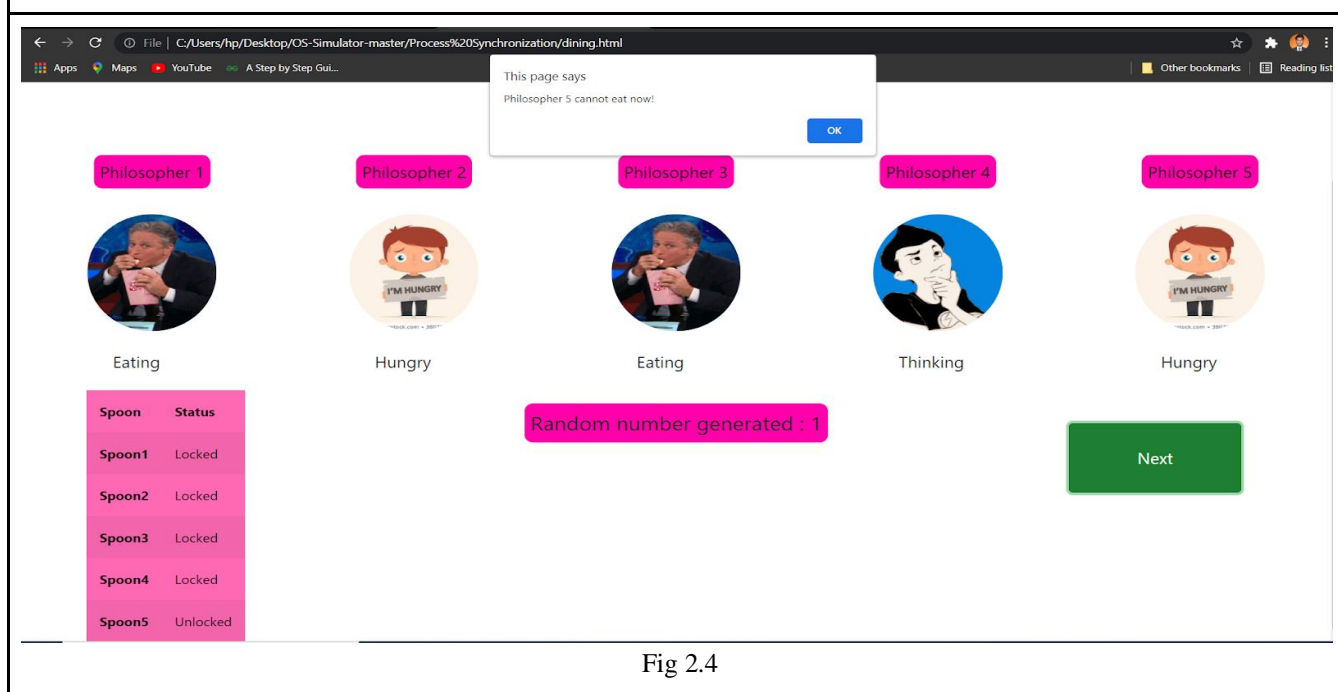 File | C:/Users/hp/Desktop/OS-Simulator-master/Process%20Synchronization/dining.html
Apps Maps YouTube A Step by Step Gui... Other bookmarks Reading list
This page says
Philosopher 5 cannot eat now!
OK
Philosopher 1 Philosopher 2 Philosopher 3 Philosopher 4 Philosopher 5
I'M HUNGRY I'M HUNGRY
Eating Hungry Eating Thinking Hungry
Spoon Status
Random number generated : 1
Spoon1 Locked
Next
Spoon2 Locked
Spoon3 Locked
Spoon4 Locked
Spoon5 Unlocked
Fig 2.4